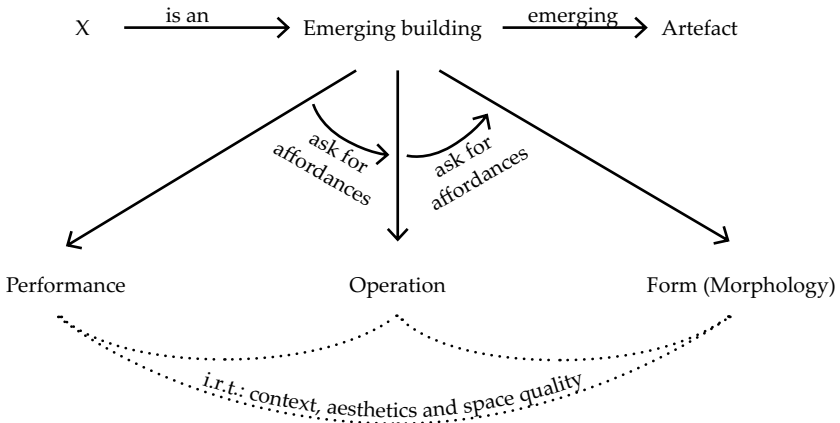 X is an Emerging building emerging Artefact
ask for
affordances
ask for
affordances
Performance Operation Form (Morphology)
i.r.t.: context, aesthetics and space quality